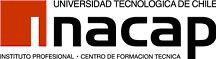 UNIVERSIDAD TECNOLOGICA DE CHILE
inacap
INSTITUTO PROFESIONAL - CENTRO DE FORMACION TECNICA